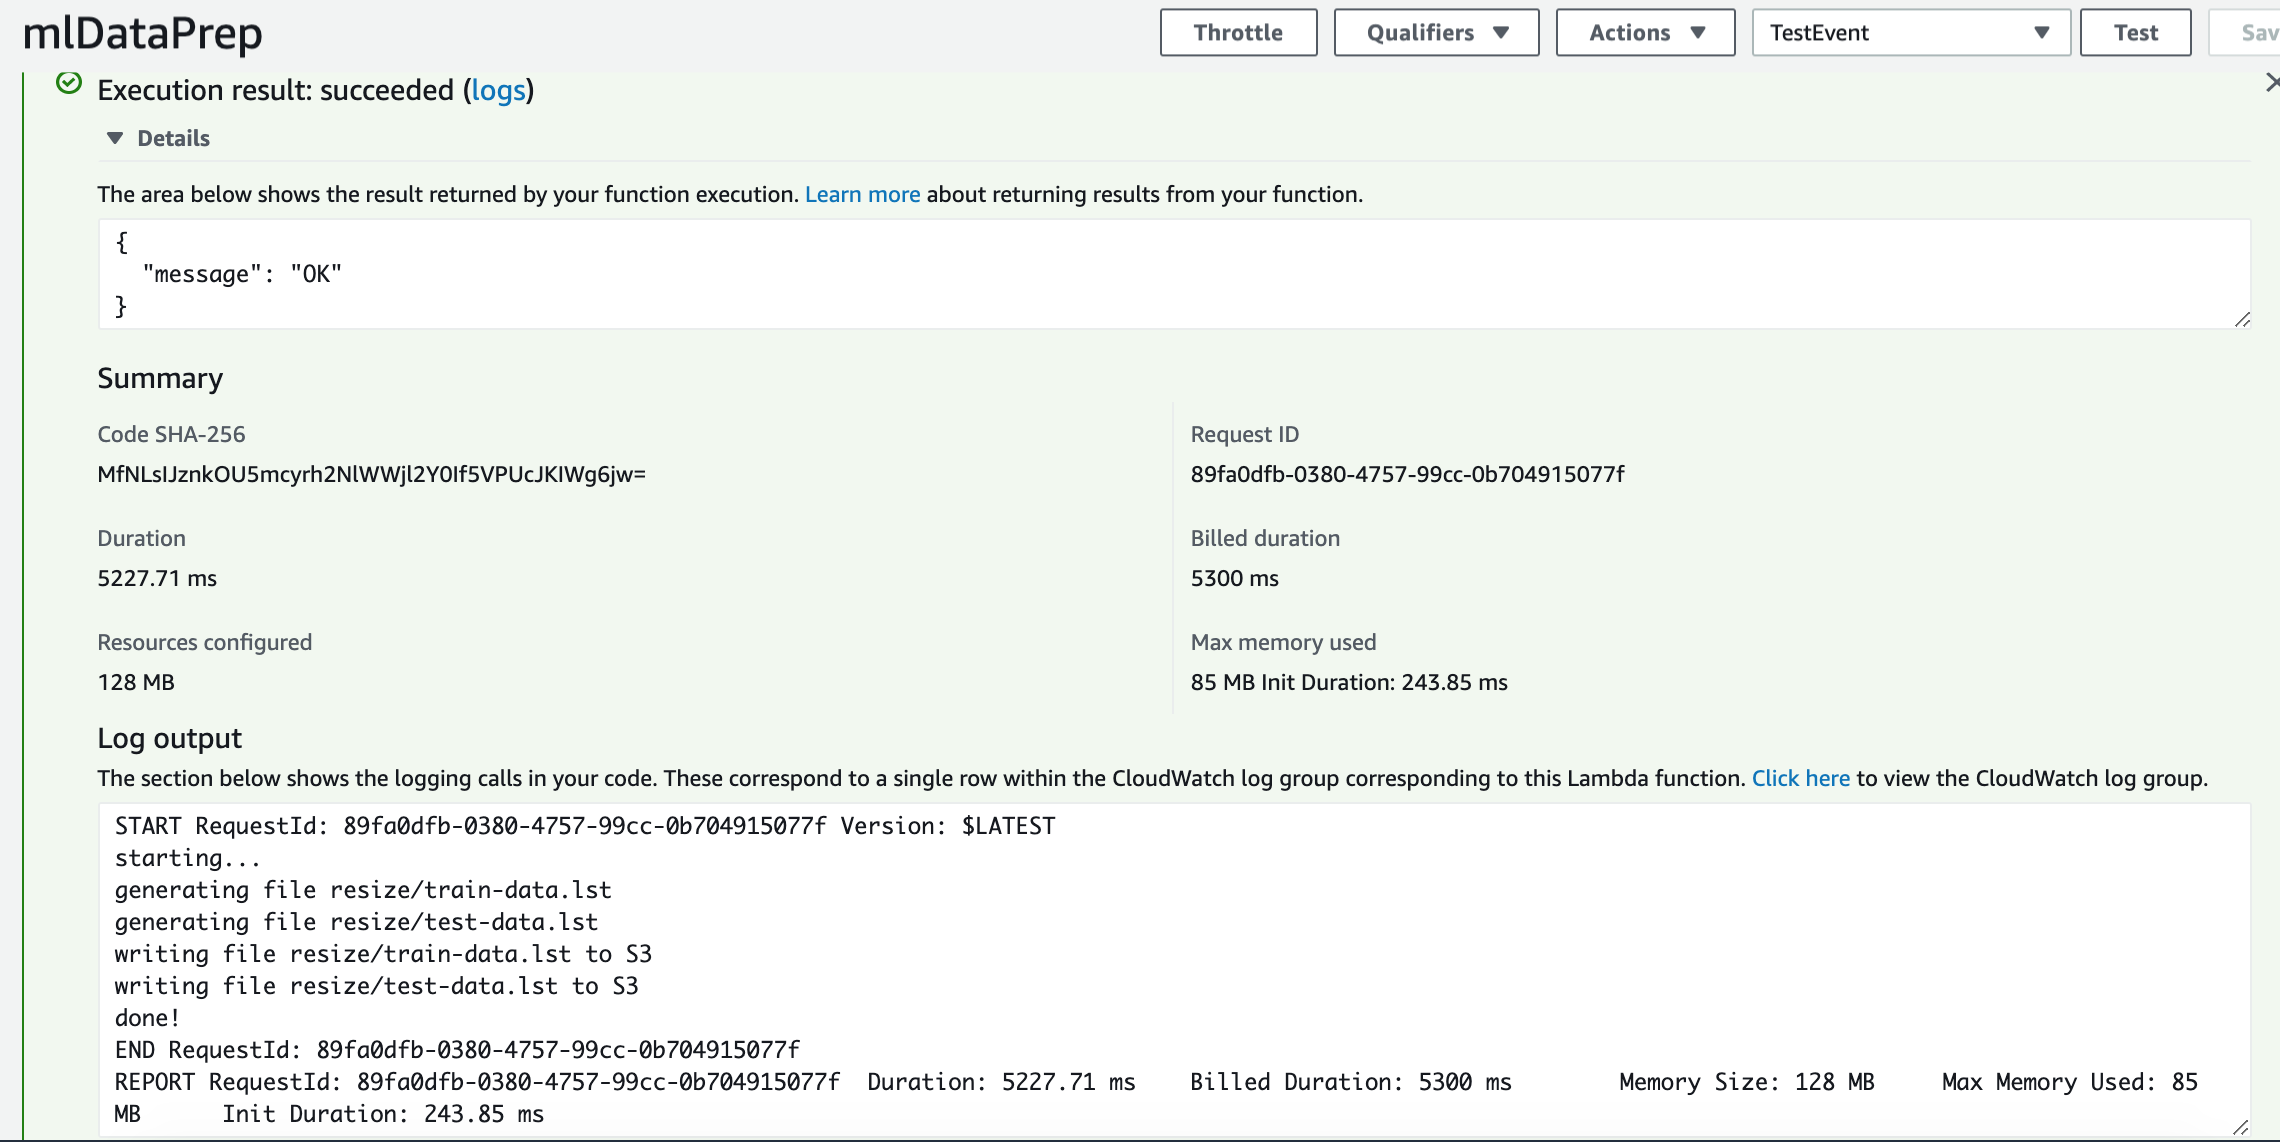 mlDataPrep
Throttle
Qualifiers
Actions
TestEvent
Test
Sav
Execution result: succeeded (logs)
Details
The area below shows the result returned by your function execution. Learn more about returning results from your function.
{
"message": "OK"
}
Summary
Code SHA-256
MfNLsIJznkOU5mcyrh2NlWWjl2Y0If5VPUcJKIWg6jw=
Request ID
89fa0dfb-0380-4757-99cc-0b704915077f
Duration
5227.71 ms
Billed duration
5300 ms
Resources configured
128 MB
Max memory used
85 MB Init Duration: 243.85 ms
Log output
The section below shows the logging calls in your code. These correspond to a single row within the CloudWatch log group corresponding to this Lambda function. Click here to view the CloudWatch log group.
START RequestId: 89fa0dfb-0380-4757-99cc-0b704915077f Version: $LATEST
starting...
generating file resize/train-data.lst
generating file resize/test-data.lst
writing file resize/train-data.lst to S3
writing file resize/test-data.lst to S3
done!
END RequestId: 89fa0dfb-0380-4757-99cc-0b704915077f
REPORT RequestId: 89fa0dfb-0380-4757-99cc-0b704915077f Duration: 5227.71 ms Billed Duration: 5300 ms Memory Size: 128 MB Max Memory Used: 85
MB Init Duration: 243.85 ms